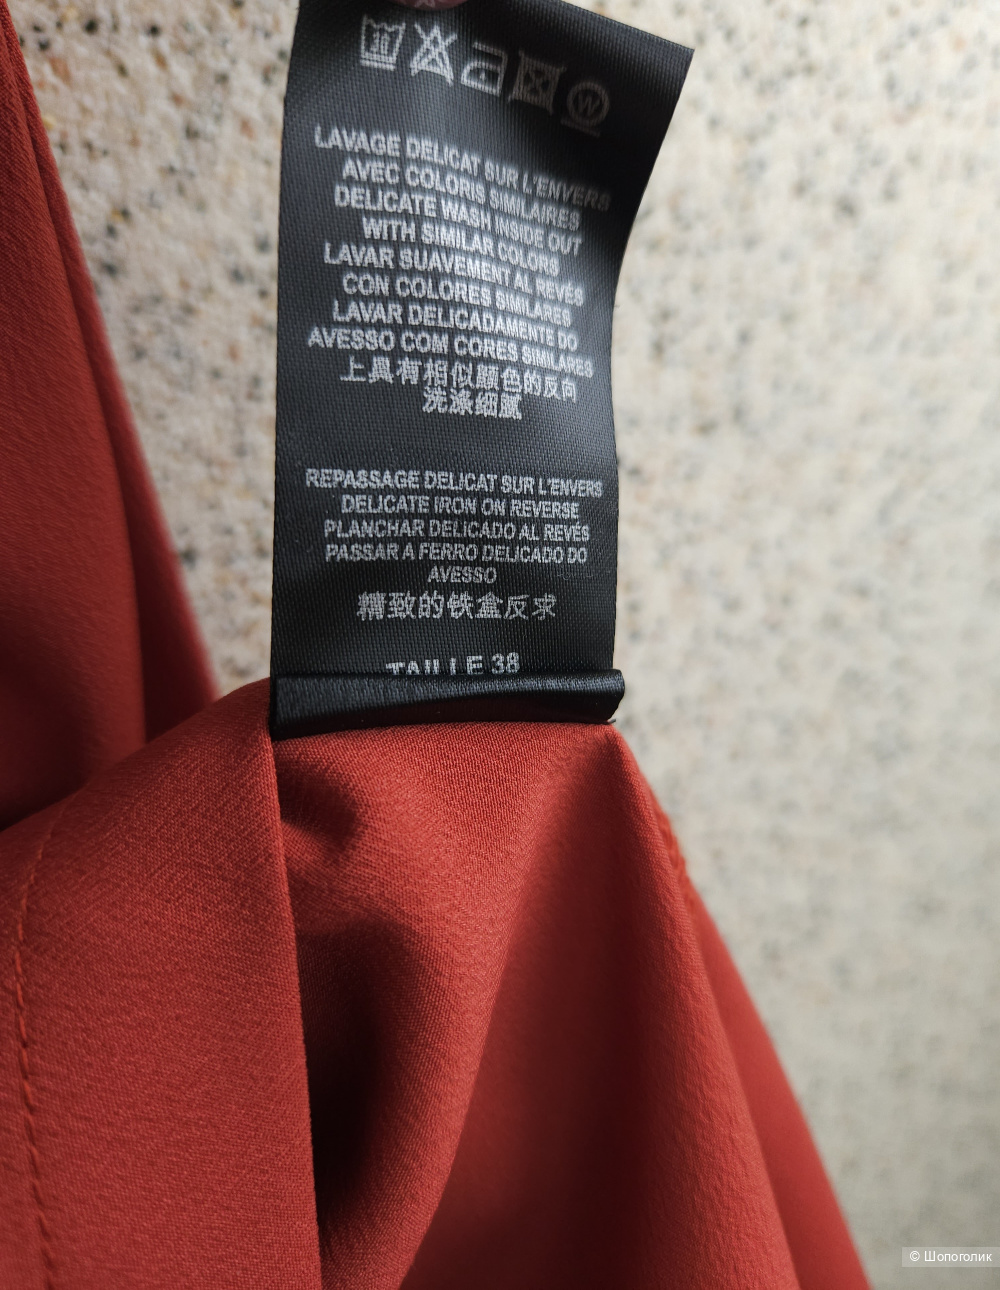 LAVAGE DELICAT SUR L'ENVERS
AVEC COLORIS SIMILAIRES
DELICATE WASH INSIDE OUT
WITH SIMILAR COLORS
LAVAR SUAVEMENT AL REVÉS
CON COLORES SIMILARES
LAVAR DELICADAMENTE DO
AVESSO COM CORES SIMILARES
上具有相似颜色的反向
洗涤细腻
REPASSAGE DELICAT SUR L'ENVERS
DELICATE IRON ON REVERSE
PLANCHAR DELICADO AL REVÉS
PASSAR A FERRO DELICADO DO
AVESSO
精致的铁盒反求
TAILLE 38
© Шопоголик